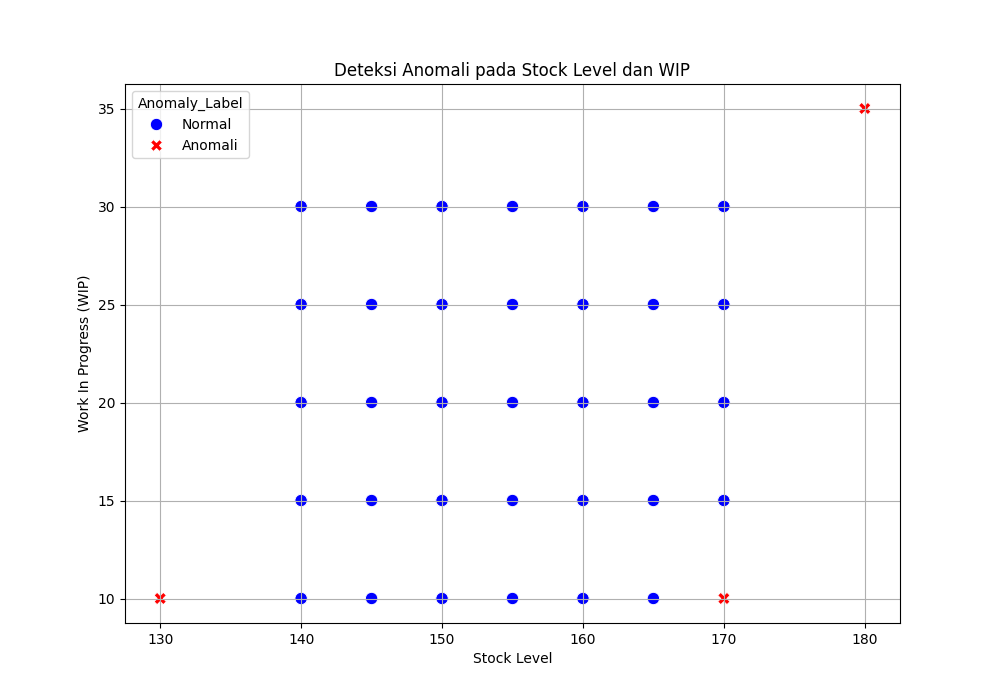 Deteksi Anomali pada Stock Level dan WIP
Anomaly_Label
Normal
Anomali
Work In Progress (WIP)
35
30
25
20
15
10
130
140
150
160
170
180
Stock Level